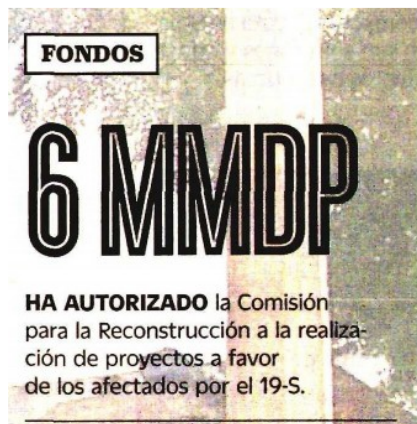 FONDOS
6 MMDP
HA AUTORIZADO la Comisión
para la Reconstrucción a la realiza-
ción de proyectos a favor
de los afectados por el 19-S.